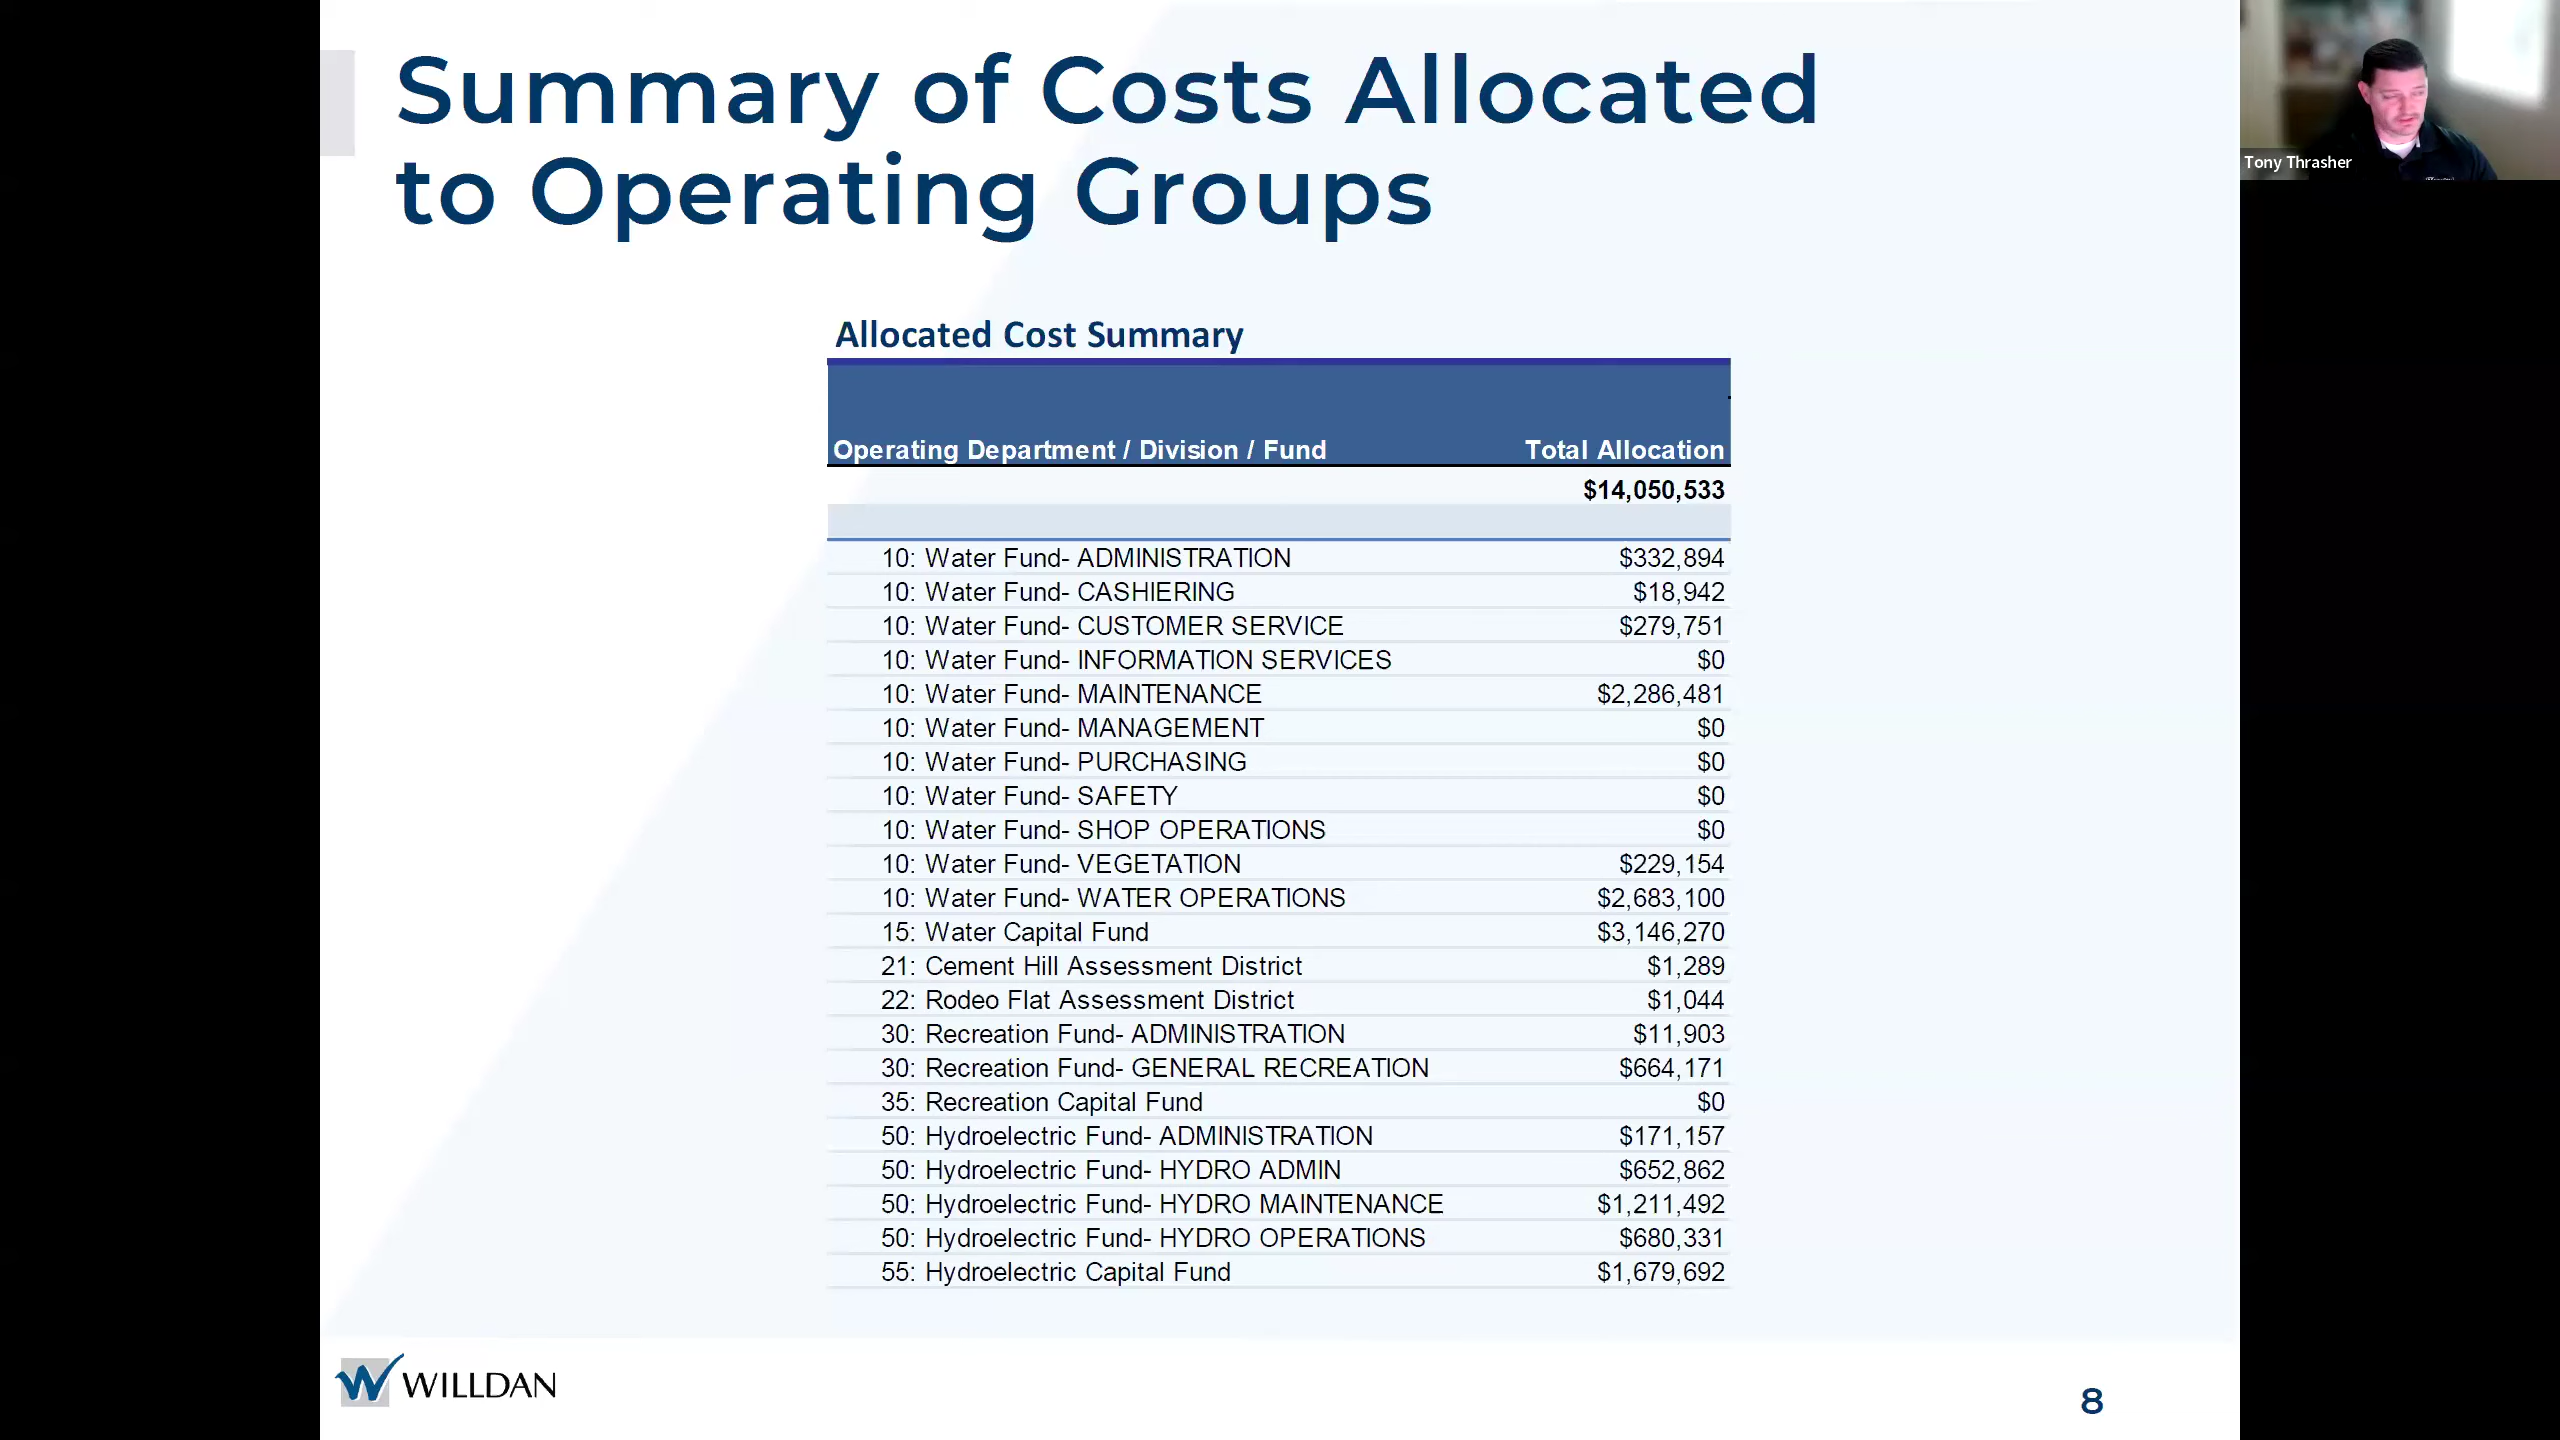 Summary of Costs Allocated
to Operating Groups
Tony Thrasher
Allocated Cost Summary
Operating Department / Division / Fund Total Allocation
$14,050,533
10: Water Fund- ADMINISTRATION $332,894
10: Water Fund- CASHIERING $18,942
10: Water Fund- CUSTOMER SERVICE $279,751
10: Water Fund- INFORMATION SERVICES $0
10: Water Fund- MAINTENANCE $2,286,481
10: Water Fund- MANAGEMENT $0
10: Water Fund- PURCHASING $0
10: Water Fund- SAFETY $0
10: Water Fund- SHOP OPERATIONS $0
10: Water Fund- VEGETATION $229,154
10: Water Fund- WATER OPERATIONS $2,683,100
15: Water Capital Fund $3,146,270
21: Cement Hill Assessment District $1,289
22: Rodeo Flat Assessment District $1,044
30: Recreation Fund- ADMINISTRATION $11,903
30: Recreation Fund- GENERAL RECREATION $664,171
35: Recreation Capital Fund $0
50: Hydroelectric Fund- ADMINISTRATION $171,157
50: Hydroelectric Fund- HYDRO ADMIN $652,862
50: Hydroelectric Fund- HYDRO MAINTENANCE $1,211,492
50: Hydroelectric Fund- HYDRO OPERATIONS $680,331
55: Hydroelectric Capital Fund $1,679,692
WILLDAN
8